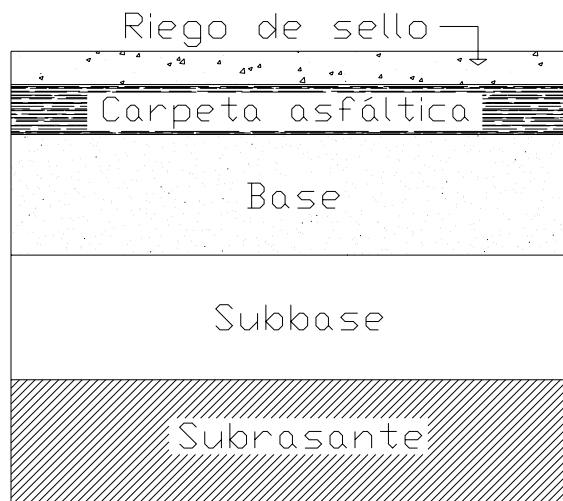 Riego de sello
Carpeta asfáltica
Base
Subbase
Subrasante